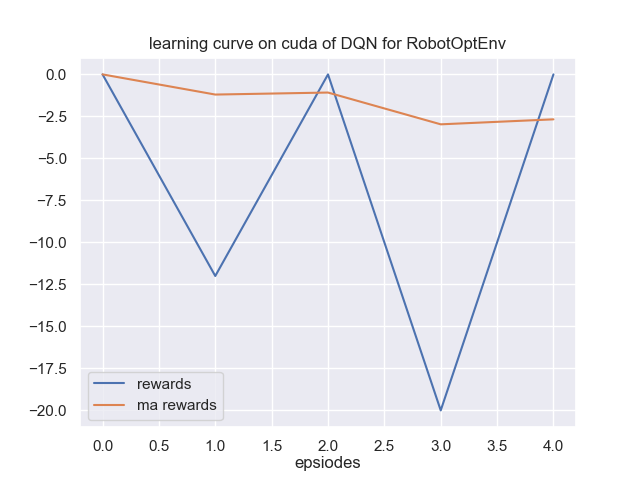 learning curve on cuda of DQN for RobotOptEnv
0.0
−2.5
−5.0
−7.5
−10.0
−12.5
−15.0
−17.5
−20.0
rewards
ma rewards
0.0 0.5 1.0 1.5 2.0 2.5 3.0 3.5 4.0
epsiodes